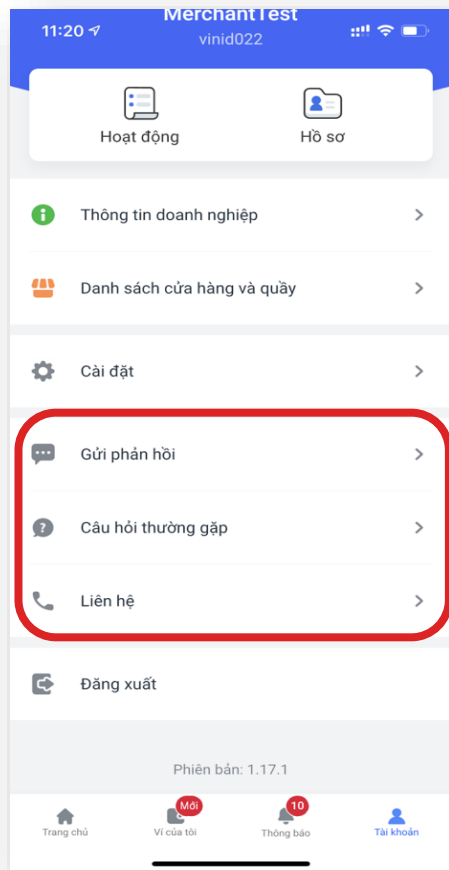 MerchantTest
11:20
vinid022
Hoạt động
Hồ sơ
Thông tin doanh nghiệp
Danh sách cửa hàng và quầy
Cài đặt
Gửi phản hồi
Câu hỏi thường gặp
Liên hệ
Đăng xuất
Phiên bản: 1.17.1
Mới
10
Trang chủ
Ví của tôi
Thông báo
Tài khoản